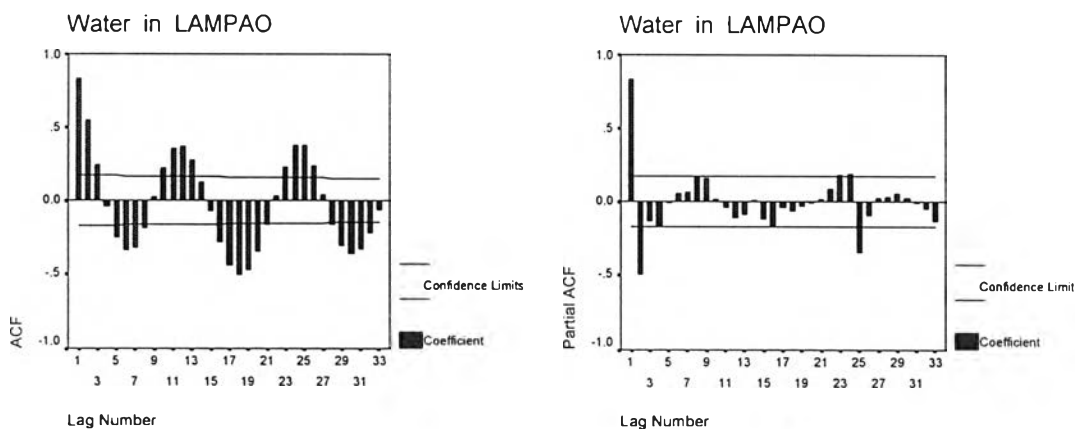 Water in LAMPAO
1.0
.5
0.0
-.5
-1.0
ACF
1 5 9 13 17 21 25 29 33
3 7 11 15 19 23 27 31
Lag Number
Confidence Limits
Coefficient
Water in LAMPAO
1.0
.5
0.0
-.5
-1.0
Partial ACF
1 5 9 13 17 21 25 29 33
3 7 11 15 19 23 27 31
Lag Number
Confidence Limit
Coefficient